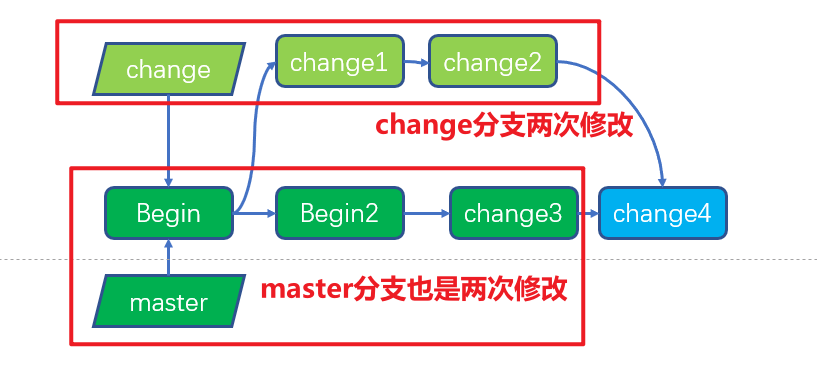 change
change1
change2
change分支两次修改
Begin
Begin2
change3
change4
master
master分支也是两次修改